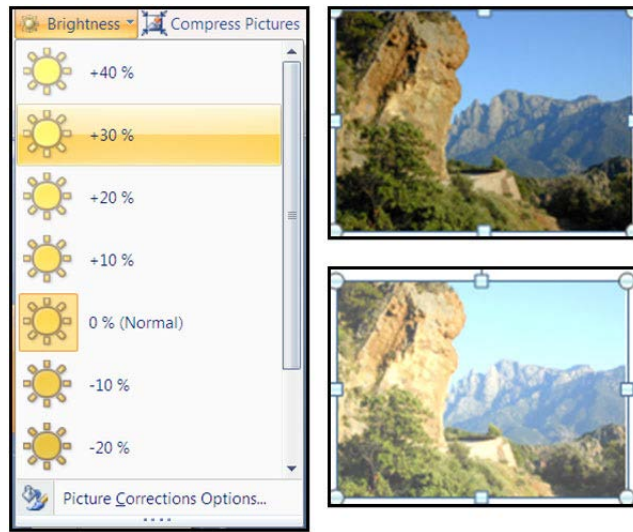 Brightness Compress Pictures
+40 %
+30 %
+20 %
+10 %
0 % (Normal)
-10 %
-20 %
Picture Corrections Options...